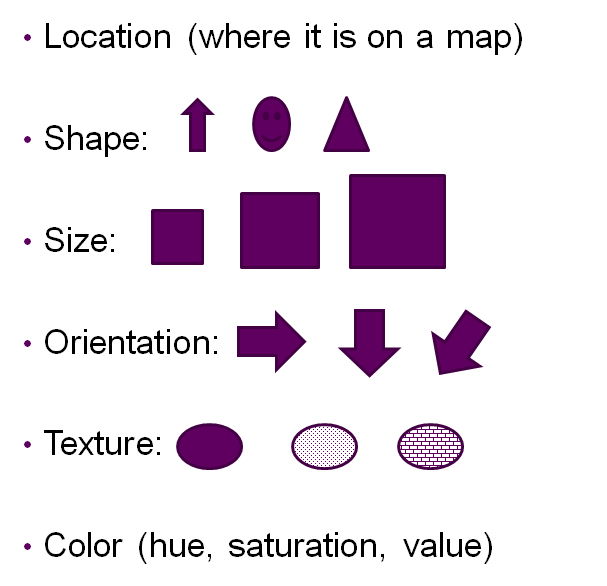 • Location (where it is on a map)
• Shape:
• Size:
• Orientation:
• Texture:
• Color (hue, saturation, value)